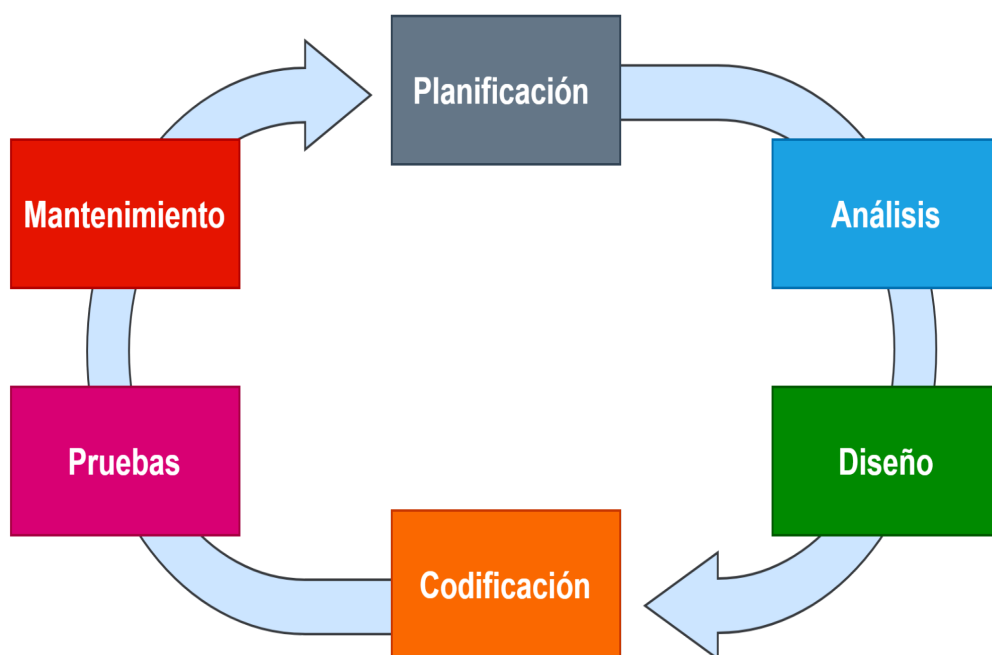 Planificación
Análisis
Diseño
Codificación
Pruebas
Mantenimiento